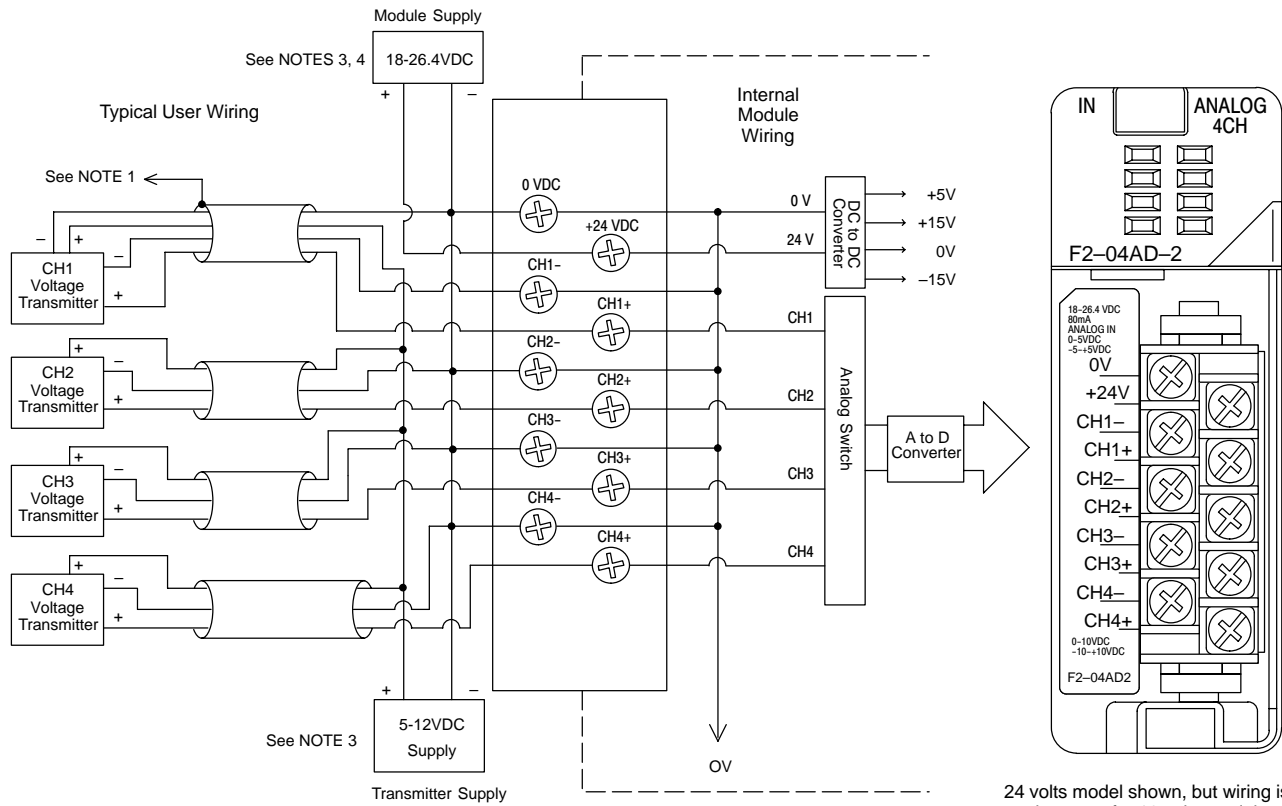 Module Supply
See NOTES 3, 4
18-26.4VDC
+ –
Typical User Wiring
Internal
Module
Wiring
See NOTE 1
– +
–
+
CH1
Voltage
Transmitter
+
–
+
CH2
Voltage
Transmitter
+
–
+
CH3
Voltage
Transmitter
+
–
+
CH4
Voltage
Transmitter
0 VDC
+24 VDC
CH1–
CH1+
CH2–
CH2+
CH3–
CH3+
CH4–
CH4+
0 V
24 V
CH1
CH2
CH3
CH4
DC to DC
Converter
+5V
+15V
0V
–15V
Analog Switch
A to D
Converter
+ –
See NOTE 3
5-12VDC
Supply
Transmitter Supply
OV
IN
ANALOG
4CH
F2–04AD–2
18–26.4 VDC
80mA
ANALOG IN
0–5VDC
–5–+5VDC
0V
+24V
CH1–
CH1+
CH2–
CH2+
CH3–
CH3+
CH4–
CH4+
0–10VDC
–10–+10VDC
F2–04AD2
24 volts model shown, but wiring is